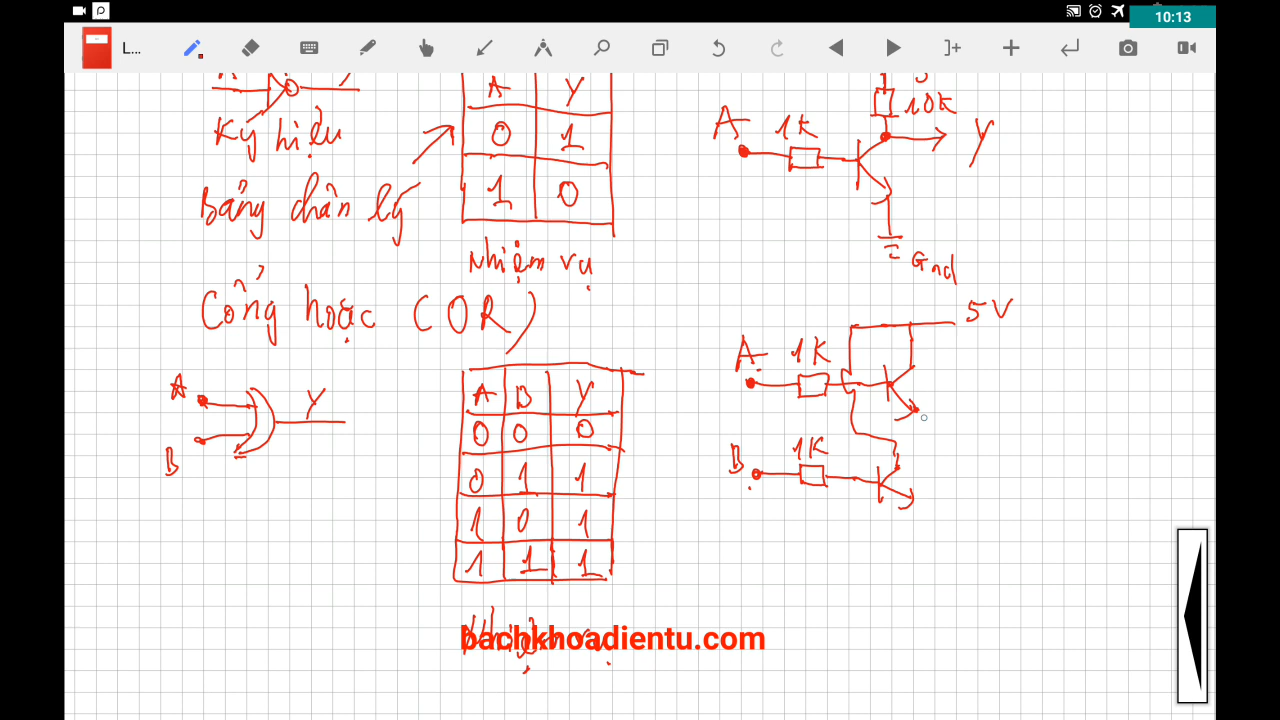 10:13
L...
A Y
0 1
1 0
Ký hiệu
Bảng chân lý
Nhiệm vụ
10K
A 1K Y
Gnd
Cổng hoặc (OR)
5V
A 1K
B 1K
A Y
B
A B Y
0 0 0
0 1 1
1 0 1
1 1 1
bachkhoadientu.com